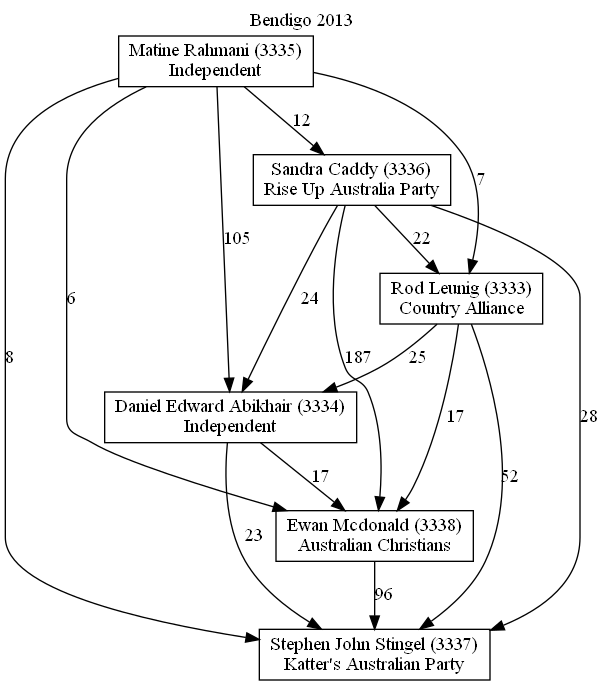 Bendigo 2013
Matine Rahmani (3335)
Independent
12
Sandra Caddy (3336)
Rise Up Australia Party
7
105
22
Rod Leunig (3333)
Country Alliance
6
24
8
187
25
17
28
Daniel Edward Abikhair (3334)
Independent
52
17
23
Ewan Mcdonald (3338)
Australian Christians
96
Stephen John Stingel (3337)
Katter's Australian Party